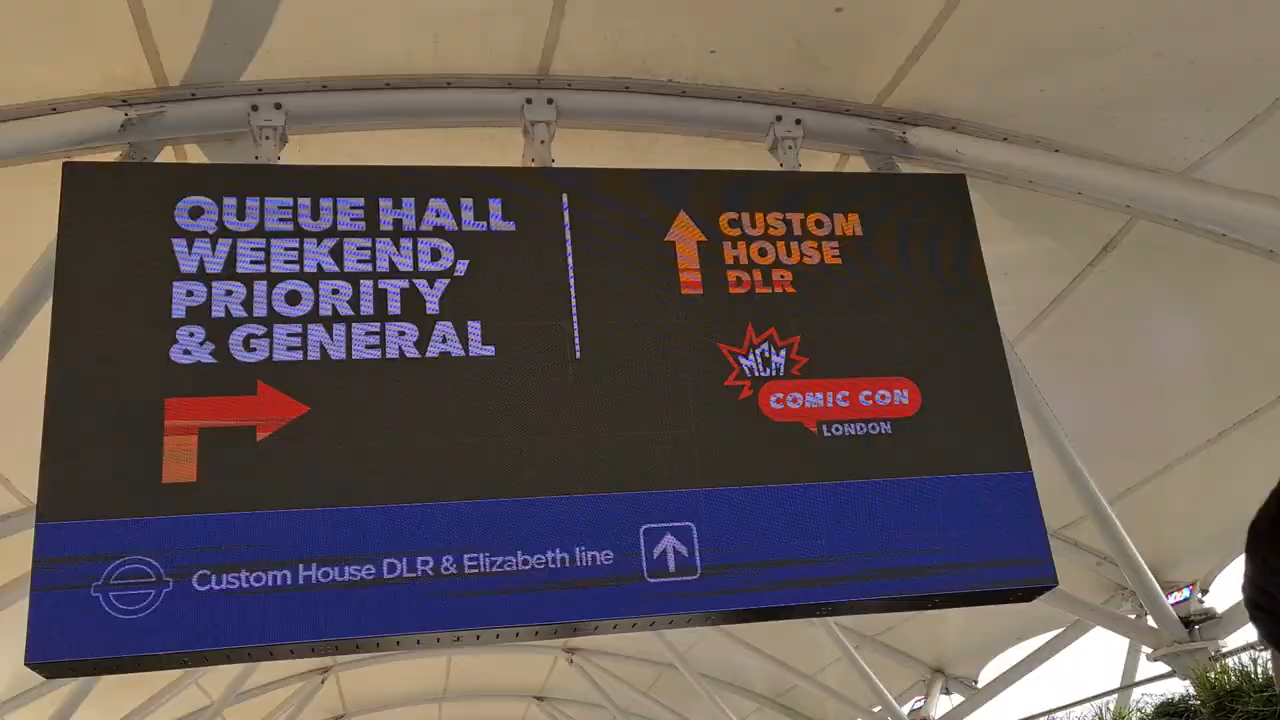 QUEUE HALL
WEEKEND,
PRIORITY
& GENERAL
CUSTOM
HOUSE
DLR
MCM
COMIC CON
LONDON
Custom House DLR & Elizabeth line